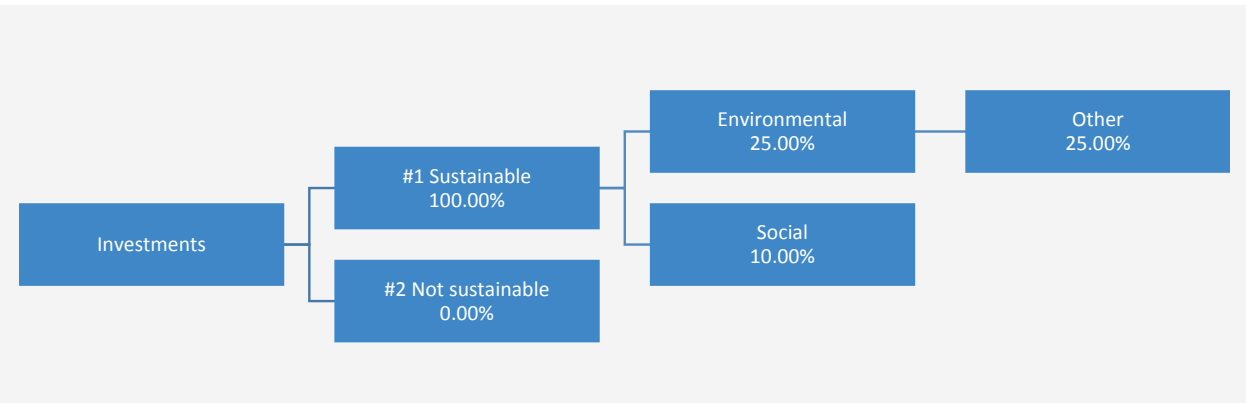 Investments
#1 Sustainable
100.00%
#2 Not sustainable
0.00%
Environmental
25.00%
Social
10.00%
Other
25.00%